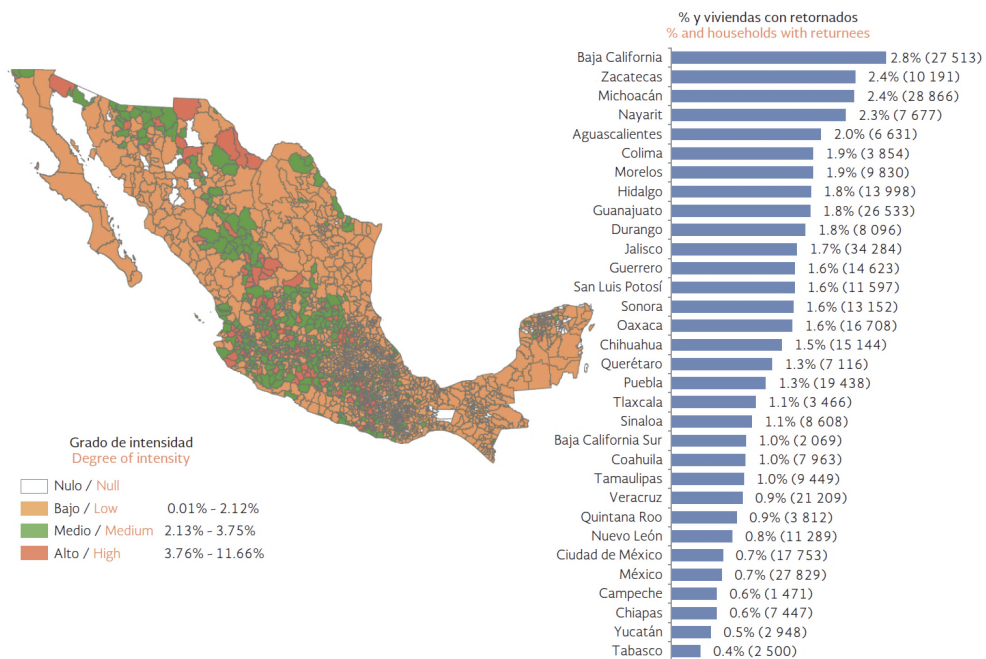 % y viviendas con retornados
% and households with returnees
Baja California 2.8% (27 513)
Zacatecas 2.4% (10 191)
Michoacán 2.4% (28 866)
Nayarit 2.3% (7 677)
Aguascalientes 2.0% (6 631)
Colima 1.9% (3 854)
Morelos 1.9% (9 830)
Hidalgo 1.8% (13 998)
Guanajuato 1.8% (26 533)
Durango 1.8% (8 096)
Jalisco 1.7% (34 284)
Guerrero 1.6% (14 623)
San Luis Potosí 1.6% (11 597)
Sonora 1.6% (13 152)
Oaxaca 1.6% (16 708)
Chihuahua 1.5% (15 144)
Querétaro 1.3% (7 116)
Puebla 1.3% (19 438)
Tlaxcala 1.1% (3 466)
Sinaloa 1.1% (8 608)
Baja California Sur 1.0% (2 069)
Coahuila 1.0% (7 963)
Tamaulipas 1.0% (9 449)
Veracruz 0.9% (21 209)
Quintana Roo 0.9% (3 812)
Nuevo León 0.8% (11 289)
Ciudad de México 0.7% (17 753)
México 0.7% (27 829)
Campeche 0.6% (1 471)
Chiapas 0.6% (7 447)
Yucatán 0.5% (2 948)
Tabasco 0.4% (2 500)
Grado de intensidad
Degree of intensity
Nulo / Null
Bajo / Low 0.01% - 2.12%
Medio / Medium 2.13% - 3.75%
Alto / High 3.76% - 11.66%